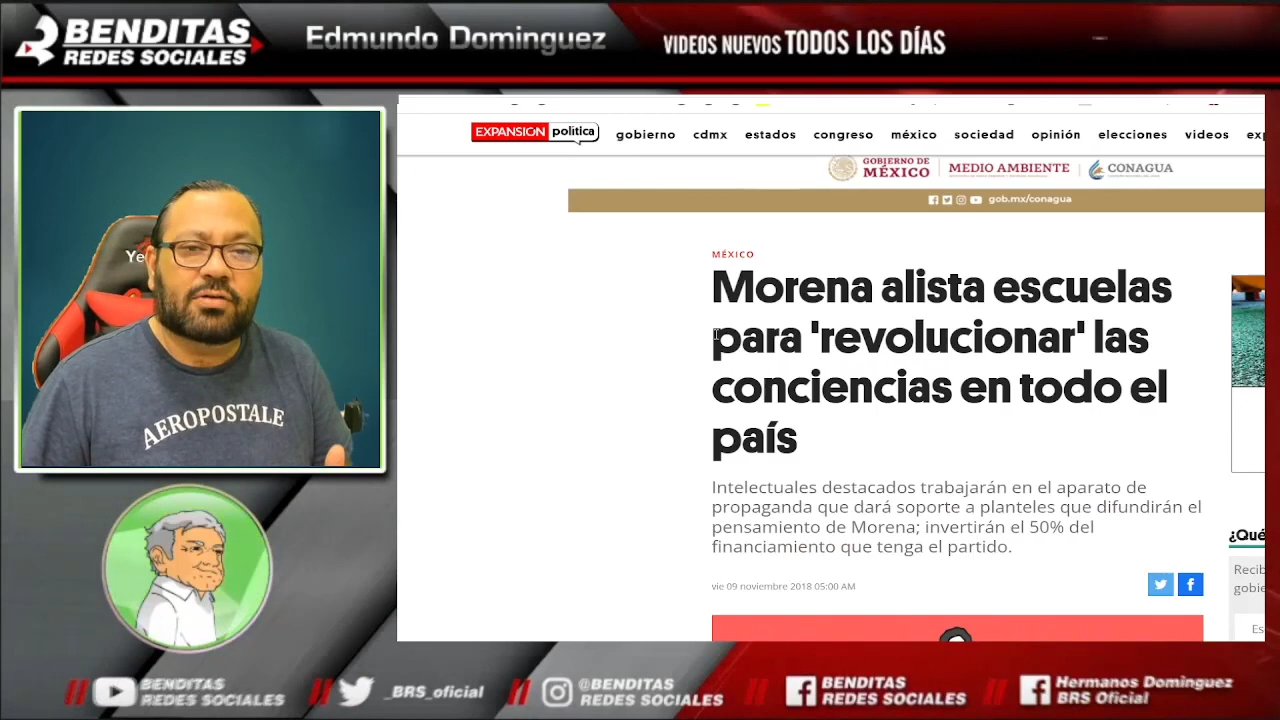 BENDITAS
REDES SOCIALES
Edmundo Dominguez
VIDEOS NUEVOS TODOS LOS DÍAS
EXPANSIÓN política
gobierno cdmx estados congreso méxico sociedad opinión elecciones videos
GOBIERNO DE
MÉXICO
MEDIO AMBIENTE
CONAGUA
gob.mx/conagua
MÉXICO
Morena alista escuelas
para 'revolucionar' las
conciencias en todo el
país
Intelectuales destacados trabajarán en el aparato de
propaganda que dará soporte a planteles que difundirán el
pensamiento de Morena; invertirán el 50% del
financiamiento que tenga el partido.
vie 09 noviembre 2018 05:00 AM
¿Qué
Ye
AEROPOSTALE
BENDITAS
REDES SOCIALES
_BRS_oficial
@BENDITAS
REDES SOCIALES
BENDITAS
REDES SOCIALES
Hermanos Domínguez
BRS Oficial